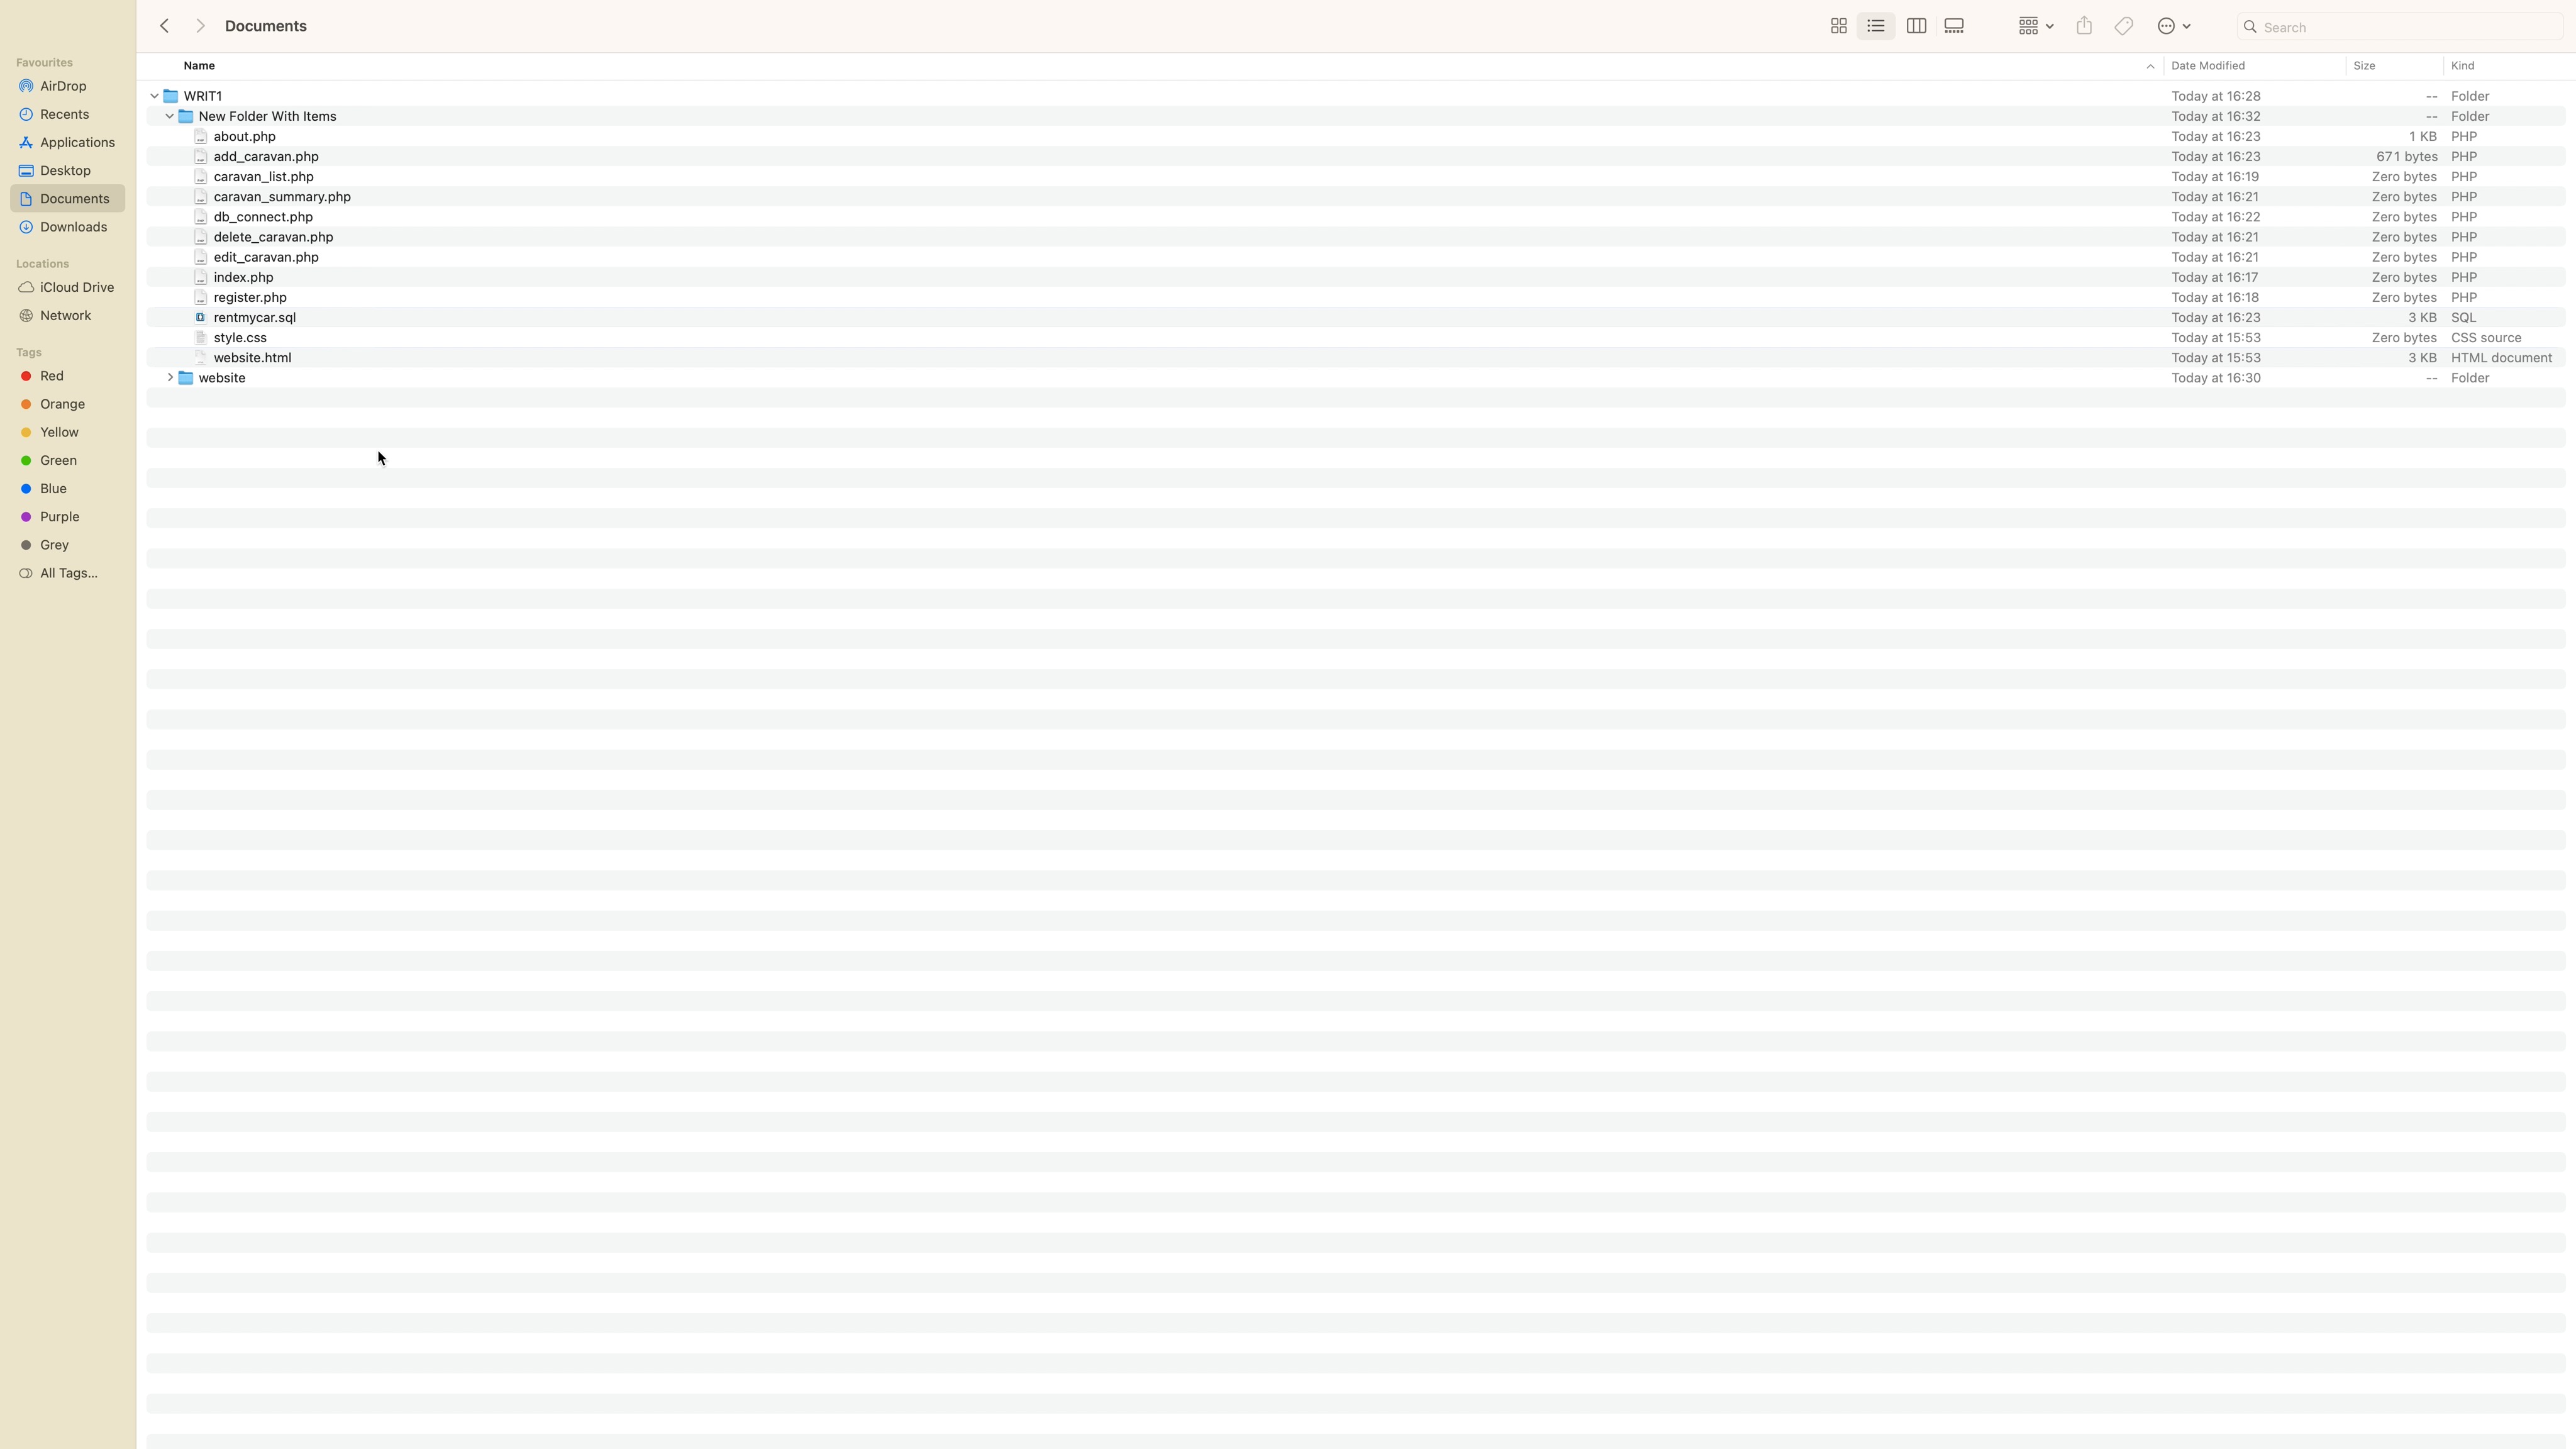 Documents
Search
Favourites
AirDrop
Recents
Applications
Desktop
Documents
Downloads
Locations
iCloud Drive
Network
Tags
Red
Orange
Yellow
Green
Blue
Purple
Grey
All Tags...
Name Date Modified Size Kind
WRIT1 Today at 16:28 -- Folder
New Folder With Items Today at 16:32 -- Folder
about.php Today at 16:23 1 KB PHP
add_caravan.php Today at 16:23 671 bytes PHP
caravan_list.php Today at 16:19 Zero bytes PHP
caravan_summary.php Today at 16:21 Zero bytes PHP
db_connect.php Today at 16:22 Zero bytes PHP
delete_caravan.php Today at 16:21 Zero bytes PHP
edit_caravan.php Today at 16:21 Zero bytes PHP
index.php Today at 16:17 Zero bytes PHP
register.php Today at 16:18 Zero bytes PHP
rentmycar.sql Today at 16:23 3 KB SQL
style.css Today at 15:53 Zero bytes CSS source
website.html Today at 15:53 3 KB HTML document
website Today at 16:30 -- Folder